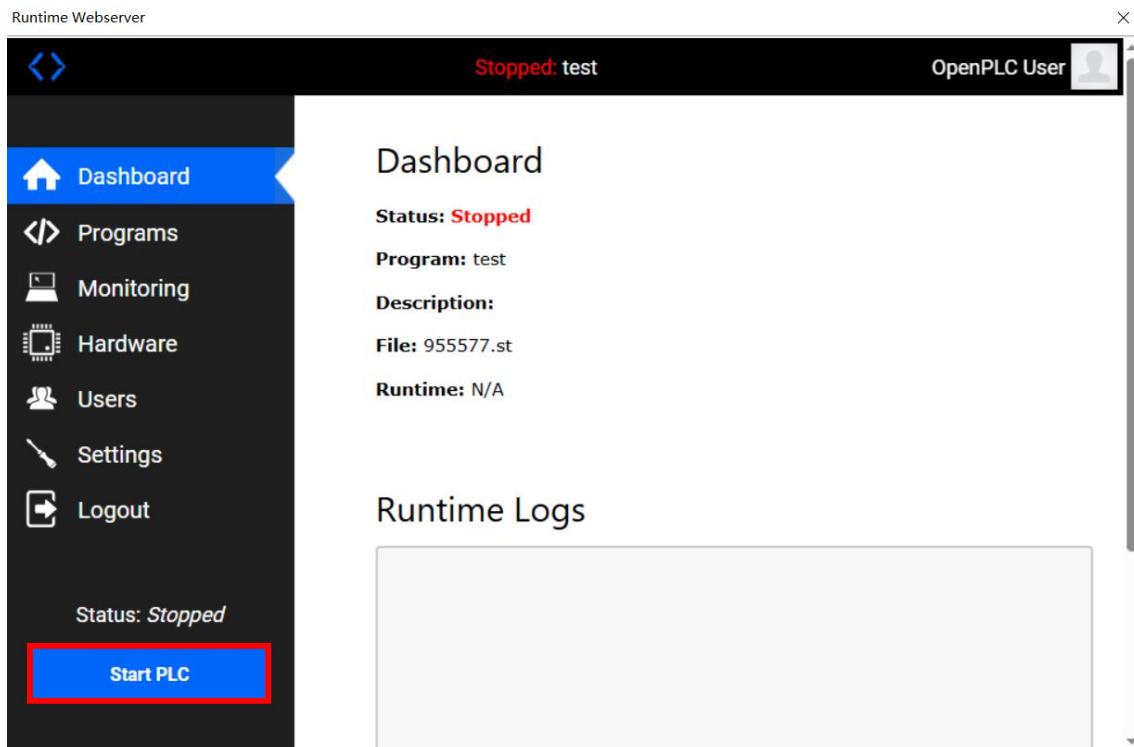 Runtime Webserver
Stopped: test
OpenPLC User
Dashboard
Programs
Monitoring
Hardware
Users
Settings
Logout
Status: Stopped
Start PLC
Dashboard
Status: Stopped
Program: test
Description:
File: 955577.st
Runtime: N/A
Runtime Logs